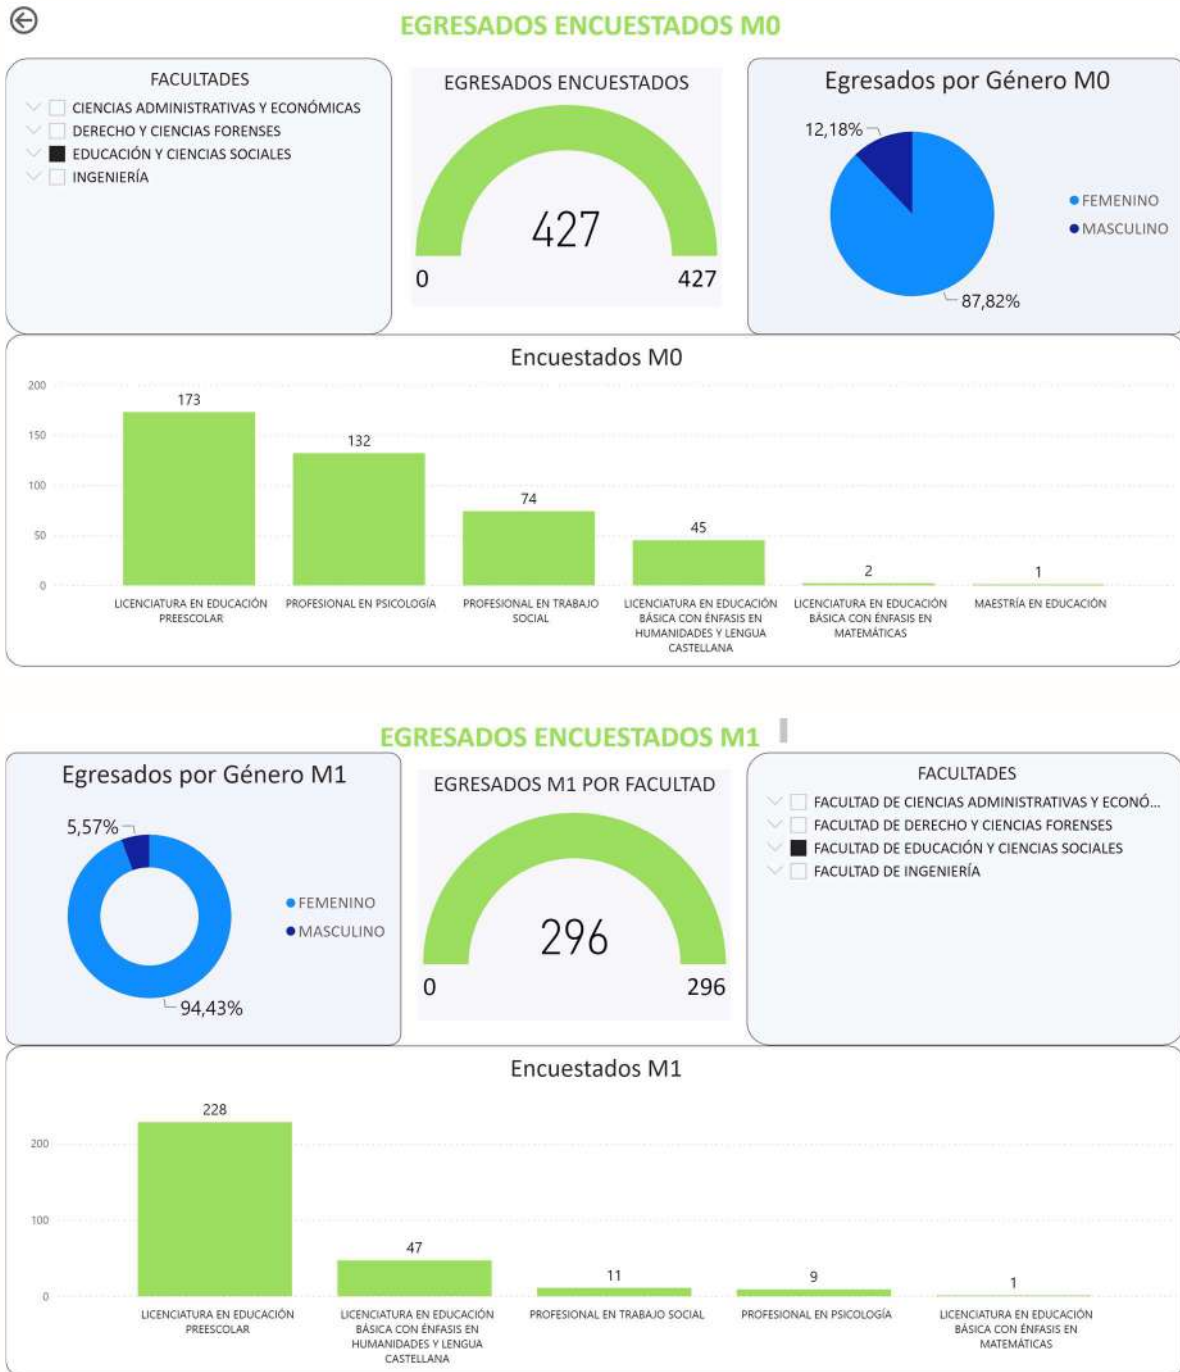 EGRESADOS ENCUESTADOS M0
FACULTADES
CIENCIAS ADMINISTRATIVAS Y ECONÓMICAS
DERECHO Y CIENCIAS FORENSES
EDUCACIÓN Y CIENCIAS SOCIALES
INGENIERÍA
EGRESADOS ENCUESTADOS
427
0
427
Egresados por Género M0
12,18%
FEMENINO
MASCULINO
87,82%
Encuestados M0
200
150
100
50
0
173
132
74
45
2
1
LICENCIATURA EN EDUCACIÓN
PREESCOLAR
PROFESIONAL EN PSICOLOGÍA
PROFESIONAL EN TRABAJO
SOCIAL
LICENCIATURA EN EDUCACIÓN
BÁSICA CON ÉNFASIS EN
HUMANIDADES Y LENGUA
CASTELLANA
LICENCIATURA EN EDUCACIÓN
BÁSICA CON ÉNFASIS EN
MATEMÁTICAS
MAESTRÍA EN EDUCACIÓN
EGRESADOS ENCUESTADOS M1
Egresados por Género M1
5,57%
FEMENINO
MASCULINO
94,43%
EGRESADOS M1 POR FACULTAD
296
0
296
FACULTADES
FACULTAD DE CIENCIAS ADMINISTRATIVAS Y ECONÓ...
FACULTAD DE DERECHO Y CIENCIAS FORENSES
FACULTAD DE EDUCACIÓN Y CIENCIAS SOCIALES
FACULTAD DE INGENIERÍA
Encuestados M1
200
100
0
228
47
11
9
1
LICENCIATURA EN EDUCACIÓN
PREESCOLAR
LICENCIATURA EN EDUCACIÓN
BÁSICA CON ÉNFASIS EN
HUMANIDADES Y LENGUA
CASTELLANA
PROFESIONAL EN TRABAJO SOCIAL
PROFESIONAL EN PSICOLOGÍA
LICENCIATURA EN EDUCACIÓN
BÁSICA CON ÉNFASIS EN
MATEMÁTICAS